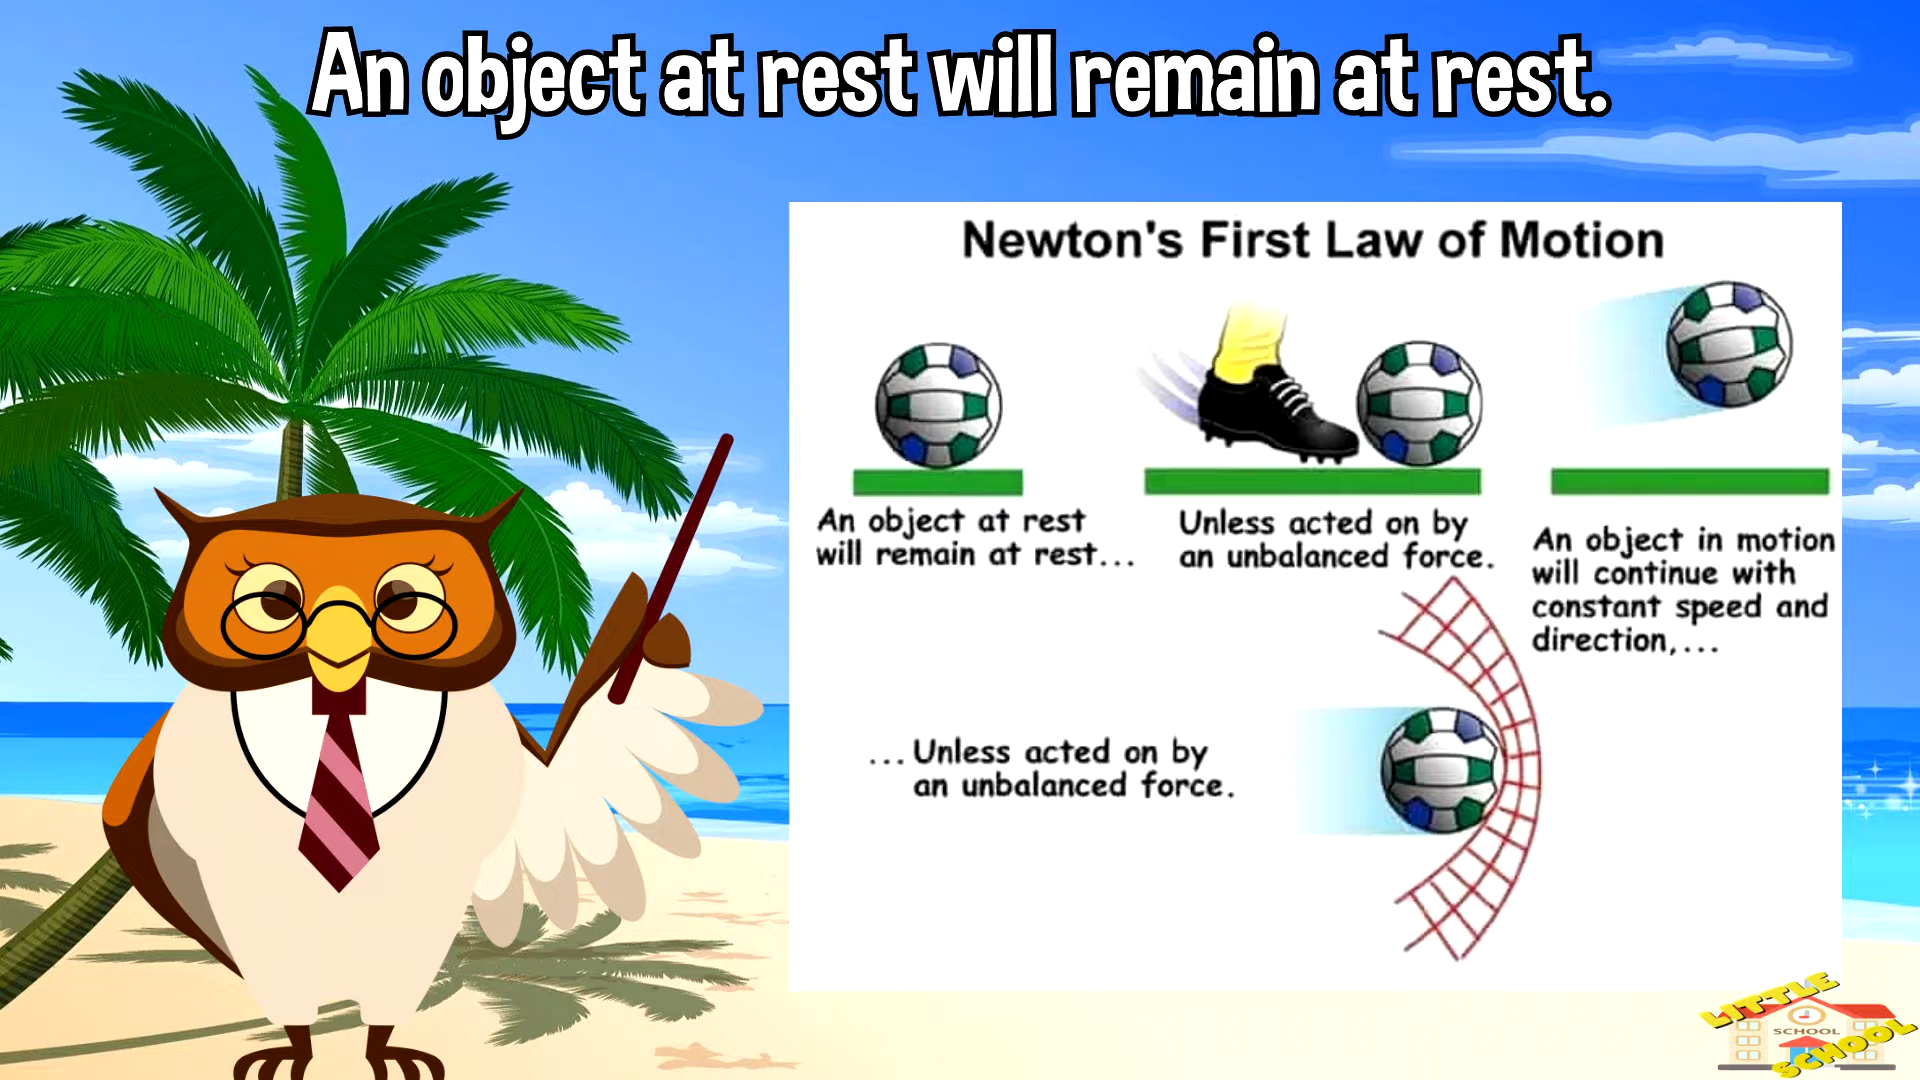 An object at rest will remain at rest.
Newton's First Law of Motion
An object at rest
will remain at rest...
Unless acted on by
an unbalanced force.
An object in motion
will continue with
constant speed and
direction,...
...Unless acted on by
an unbalanced force.
LITTLE
SCHOOL
SCHOOL